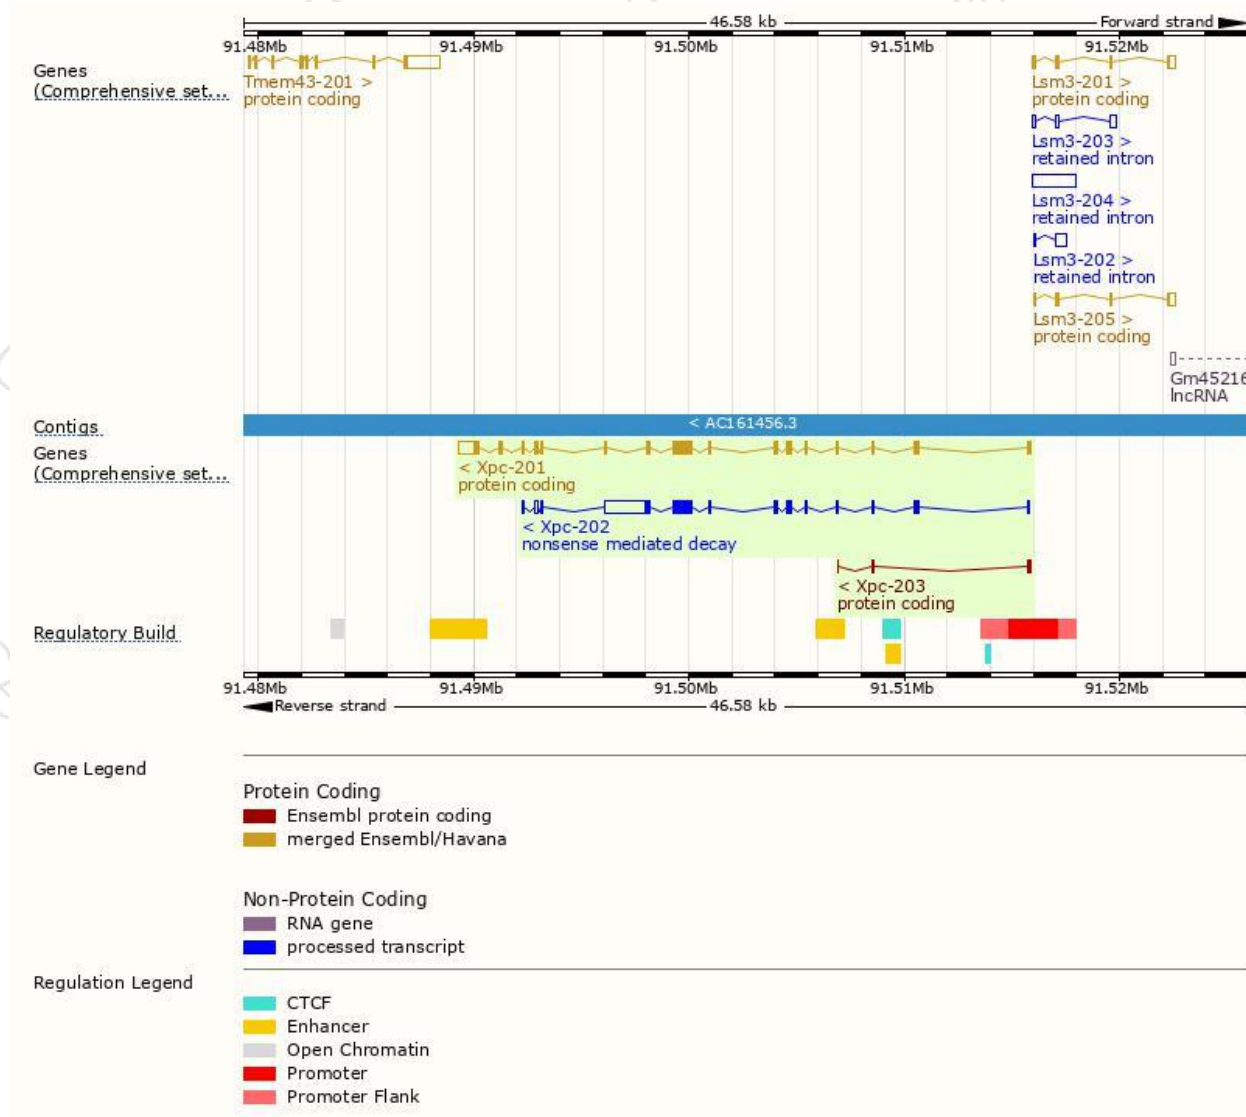 46.58 kb Forward strand
91.48Mb 91.49Mb 91.50Mb 91.51Mb 91.52Mb
Genes
(Comprehensive set...
Tmem43-201 >
protein coding
Lsm3-201 >
protein coding
Lsm3-203 >
retained intron
Lsm3-204 >
retained intron
Lsm3-202 >
retained intron
Lsm3-205 >
protein coding
Gm45216
lncRNA
Contigs
< AC161456.3
Genes
(Comprehensive set...
< Xpc-201
protein coding
< Xpc-202
nonsense mediated decay
< Xpc-203
protein coding
Regulatory Build
91.48Mb 91.49Mb 91.50Mb 91.51Mb 91.52Mb
Reverse strand 46.58 kb
Gene Legend
Protein Coding
Ensembl protein coding
merged Ensembl/Havana
Non-Protein Coding
RNA gene
processed transcript
Regulation Legend
CTCF
Enhancer
Open Chromatin
Promoter
Promoter Flank